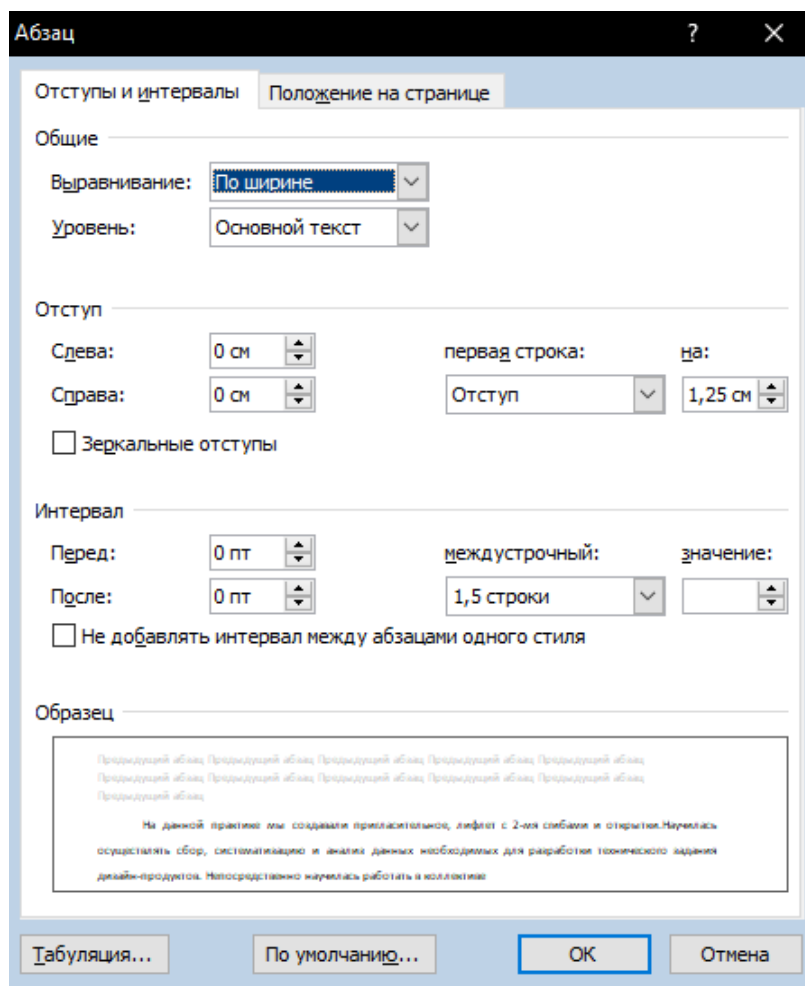 Абзац ?
Отступы и интервалы Положение на странице
Общие
Выравнивание: По ширине
Уровень: Основной текст
Отступ
Слева: 0 см первая строка: на:
Справа: 0 см Отступ 1,25 см
Зеркальные отступы
Интервал
Перед: 0 пт междустрочный: значение:
После: 0 пт 1,5 строки
Не добавлять интервал между абзацами одного стиля
Образец
Предыдущий абзац Предыдущий абзац Предыдущий абзац Предыдущий абзац Предыдущий абзац
Предыдущий абзац Предыдущий абзац Предыдущий абзац Предыдущий абзац Предыдущий абзац
Предыдущий абзац
На данной практике мы создавали пригласительное, лифлет с 2-мя сгибами и открытки.Научилась
осуществлять сбор, систематизацию и анализ данных необходимых для разработки технического задания
дизайн-продуктов. Непосредственно научилась работать в коллективе
Табуляция... По умолчанию... ОК Отмена